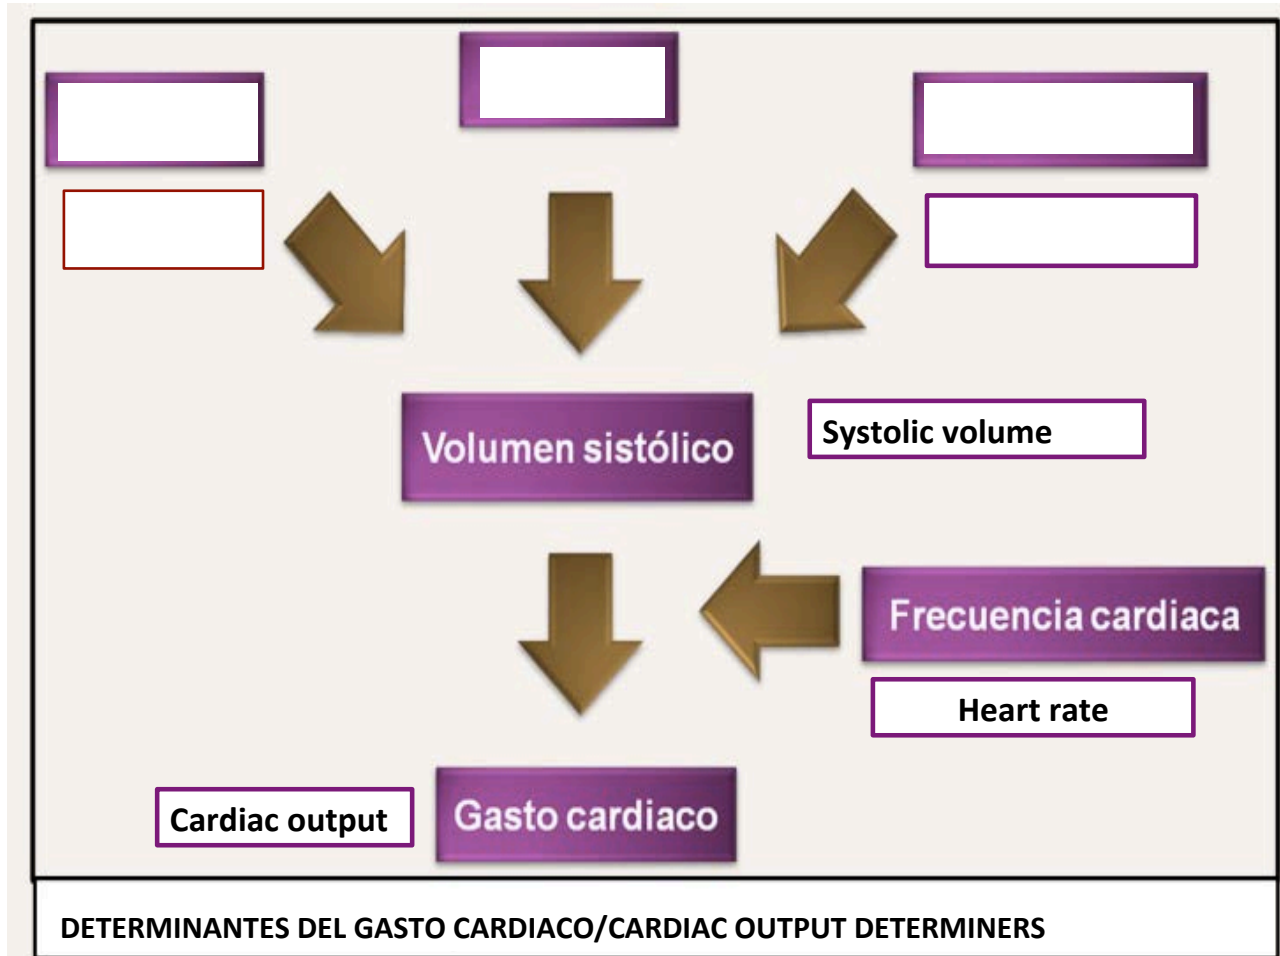 Volumen sistólico
Systolic volume
Frecuencia cardiaca
Heart rate
Cardiac output
Gasto cardiaco
DETERMINANTES DEL GASTO CARDIACO/CARDIAC OUTPUT DETERMINERS